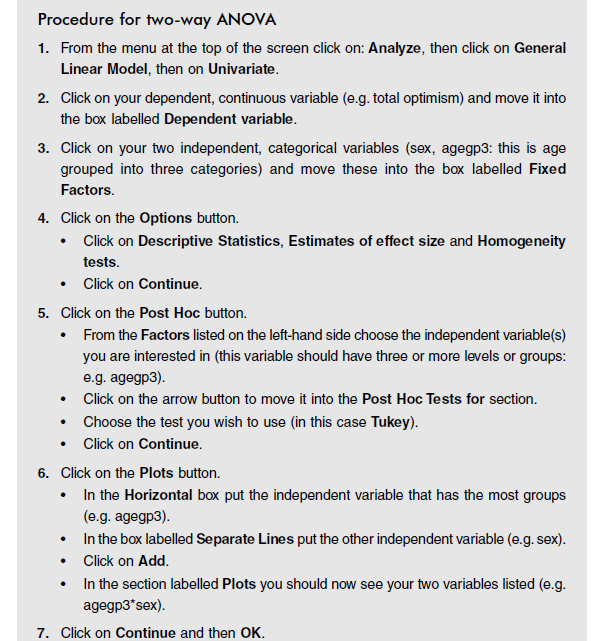 Procedure for two-way ANOVA
1. From the menu at the top of the screen click on: Analyze, then click on General
Linear Model, then on Univariate.
2. Click on your dependent, continuous variable (e.g. total optimism) and move it into
the box labelled Dependent variable.
3. Click on your two independent, categorical variables (sex, agegp3: this is age
grouped into three categories) and move these into the box labelled Fixed
Factors.
4. Click on the Options button.
• Click on Descriptive Statistics, Estimates of effect size and Homogeneity
tests.
• Click on Continue.
5. Click on the Post Hoc button.
• From the Factors listed on the left-hand side choose the independent variable(s)
you are interested in (this variable should have three or more levels or groups:
e.g. agegp3).
• Click on the arrow button to move it into the Post Hoc Tests for section.
• Choose the test you wish to use (in this case Tukey).
• Click on Continue.
6. Click on the Plots button.
• In the Horizontal box put the independent variable that has the most groups
(e.g. agegp3).
• In the box labelled Separate Lines put the other independent variable (e.g. sex).
• Click on Add.
• In the section labelled Plots you should now see your two variables listed (e.g.
agegp3*sex).
7. Click on Continue and then OK.